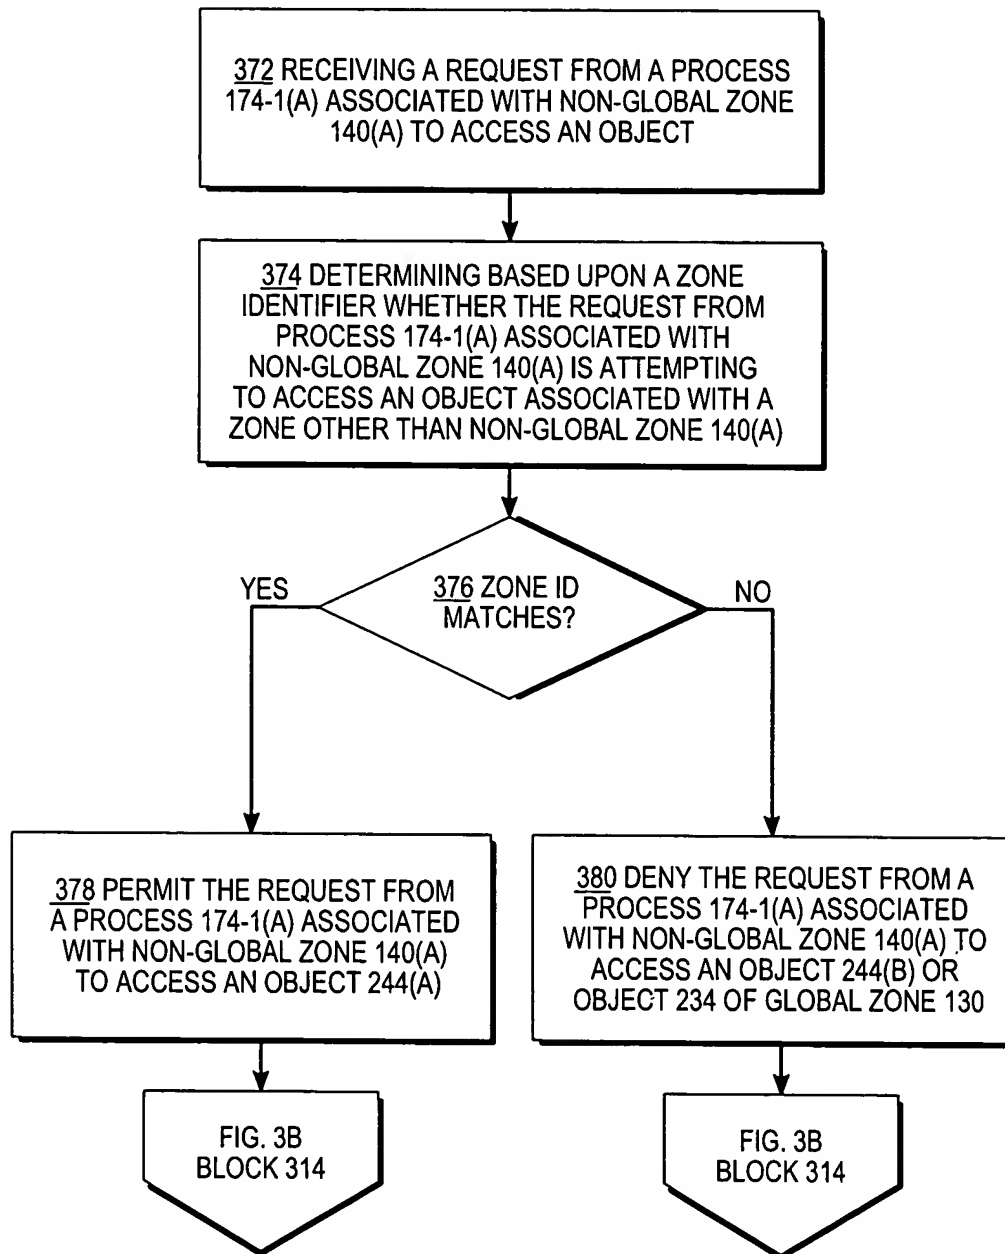 372 RECEIVING A REQUEST FROM A PROCESS
174-1(A) ASSOCIATED WITH NON-GLOBAL ZONE
140(A) TO ACCESS AN OBJECT
374 DETERMINING BASED UPON A ZONE
IDENTIFIER WHETHER THE REQUEST FROM
PROCESS 174-1(A) ASSOCIATED WITH
NON-GLOBAL ZONE 140(A) IS ATTEMPTING
TO ACCESS AN OBJECT ASSOCIATED WITH A
ZONE OTHER THAN NON-GLOBAL ZONE 140(A)
YES
376 ZONE ID
MATCHES?
NO
378 PERMIT THE REQUEST FROM
A PROCESS 174-1(A) ASSOCIATED
WITH NON-GLOBAL ZONE 140(A)
TO ACCESS AN OBJECT 244(A)
380 DENY THE REQUEST FROM A
PROCESS 174-1(A) ASSOCIATED
WITH NON-GLOBAL ZONE 140(A) TO
ACCESS AN OBJECT 244(B) OR
OBJECT 234 OF GLOBAL ZONE 130
FIG. 3B
BLOCK 314
FIG. 3B
BLOCK 314